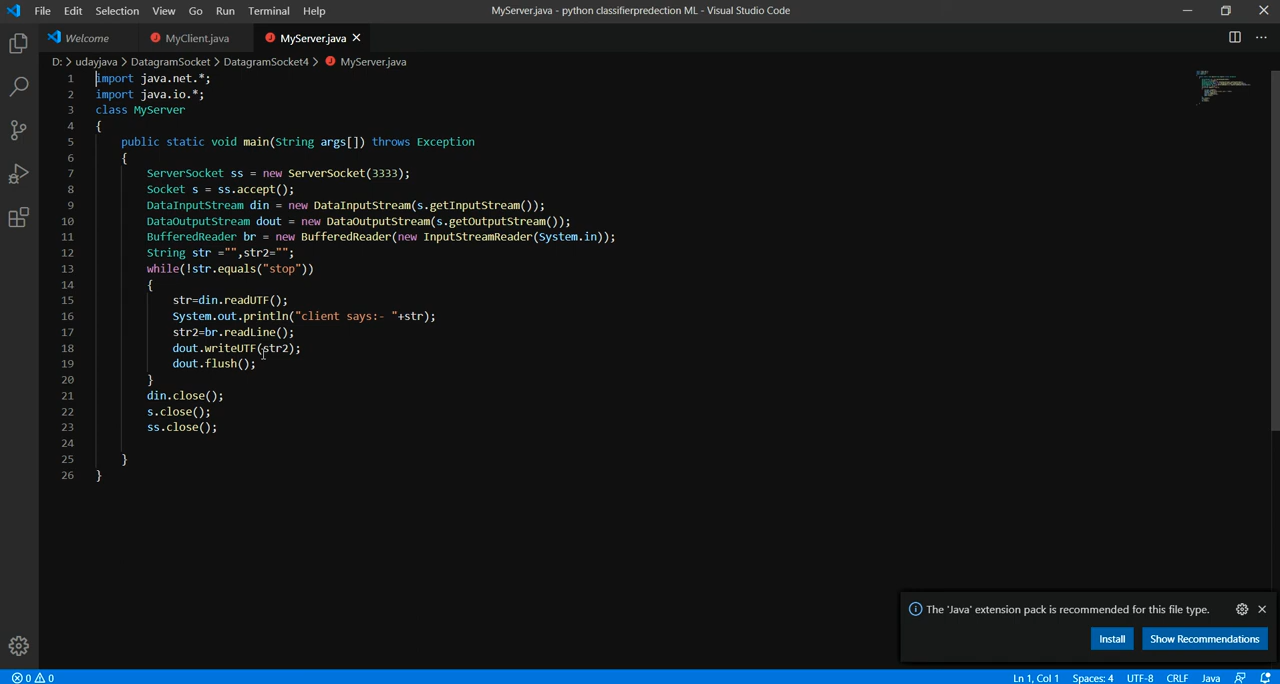 File Edit Selection View Go Run Terminal Help MyServer.java - python classifierpredection ML - Visual Studio Code
Welcome MyClient.java MyServer.java
D: > udayjava > DatagramSocket > DatagramSocket4 > MyServer.java
1 import java.net.*;
2 import java.io.*;
3 class MyServer
4 {
5 public static void main(String args[]) throws Exception
6 {
7 ServerSocket ss = new ServerSocket(3333);
8 Socket s = ss.accept();
9 DataInputStream din = new DataInputStream(s.getInputStream());
10 DataOutputStream dout = new DataOutputStream(s.getOutputStream());
11 BufferedReader br = new BufferedReader(new InputStreamReader(System.in));
12 String str ="",str2="";
13 while(!str.equals("stop"))
14 {
15 str=din.readUTF();
16 System.out.println("client says:- "+str);
17 str2=br.readLine();
18 dout.writeUTF(str2);
19 dout.flush();
20 }
21 din.close();
22 s.close();
23 ss.close();
24
25 }
26 }
The 'Java' extension pack is recommended for this file type.
Install Show Recommendations
0 0 Ln 1, Col 1 Spaces: 4 UTF-8 CRLF Java